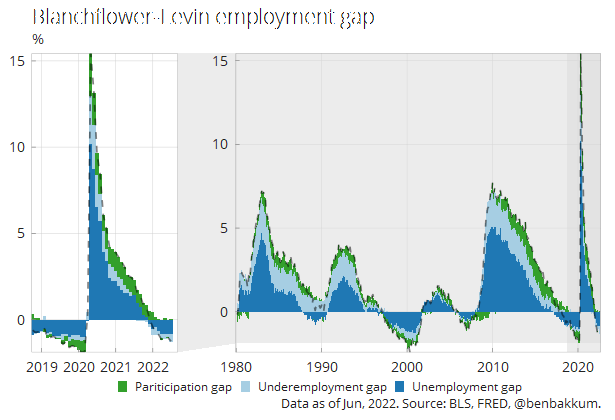 Blanchflower-Levin employment gap
%
15
10
5
0
2019 2020 2021 2022
15
10
5
0
1980 1990 2000 2010 2020
Pariticipation gap Underemployment gap Unemployment gap
Data as of Jun, 2022. Source: BLS, FRED, @benbakkum.